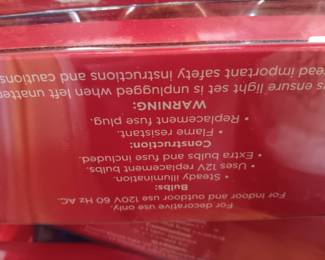 For decorative use only.
For indoor and outdoor use 120V 60 Hz AC.
Bulbs:
• Steady illumination.
• Uses 12V replacement bulbs.
• Extra bulbs and fuse included.
Construction:
• Flame resistant.
• Replacement fuse plug.
WARNING:
s ensure light set is unplugged when left unatten
ead important safety instructions and cautions